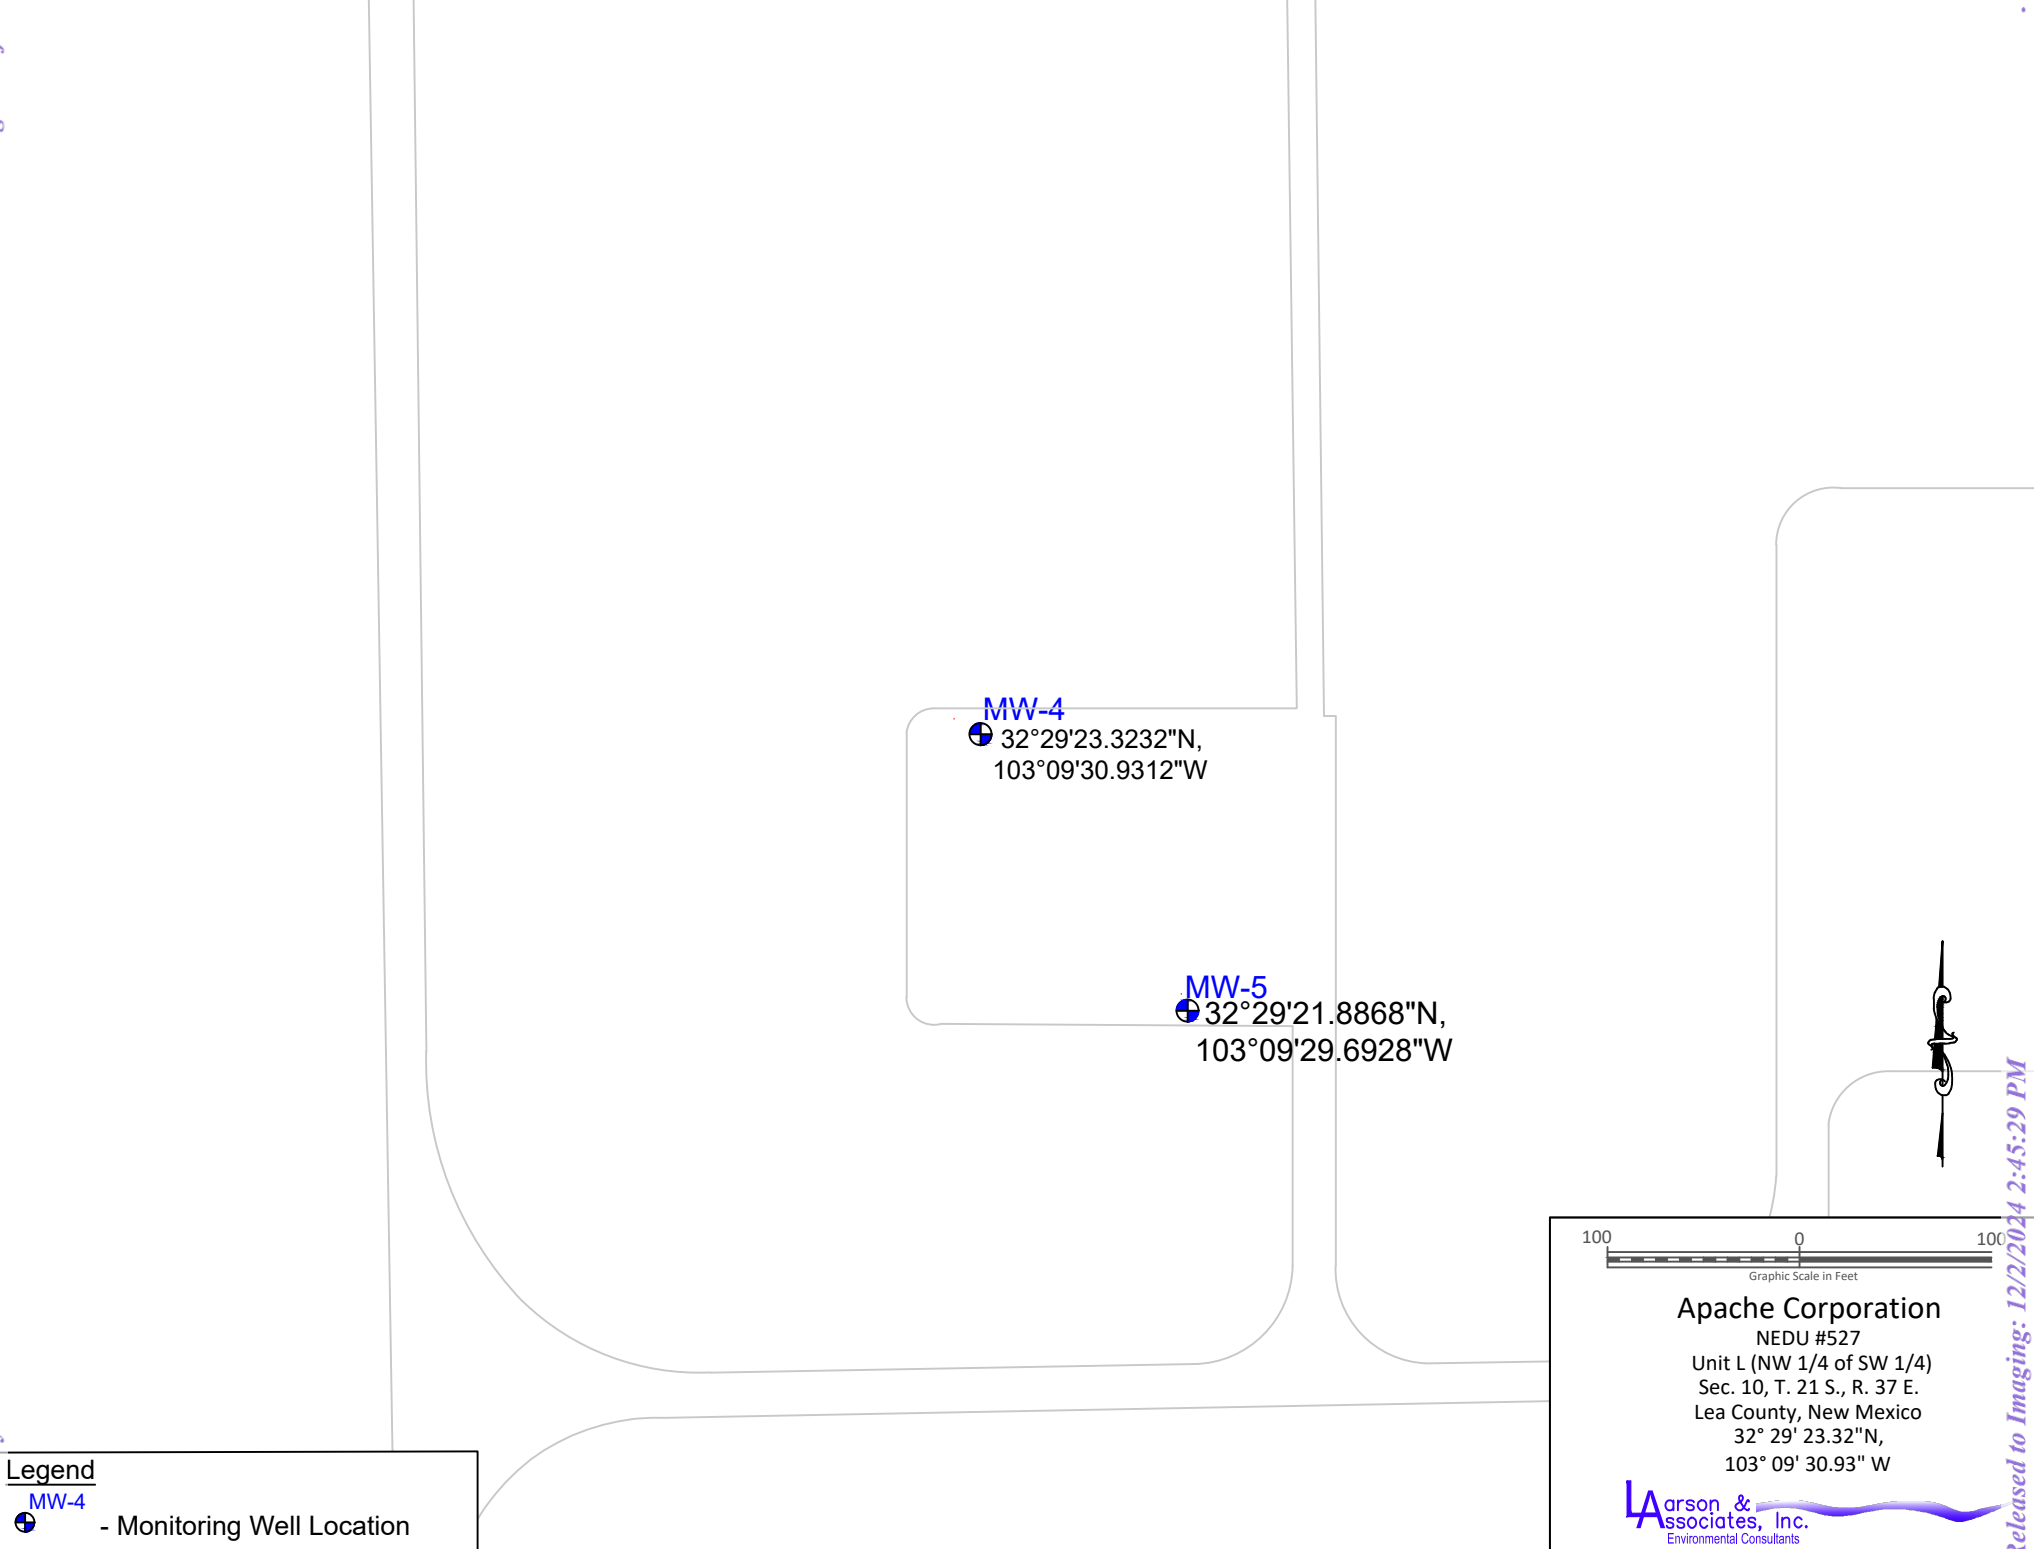 MW-4
32°29'23.3232"N,
103°09'30.9312"W
MW-5
32°29'21.8868"N,
103°09'29.6928"W
Legend
MW-4
- Monitoring Well Location
100 0 100
Graphic Scale in Feet
Apache Corporation
NEDU #527
Unit L (NW 1/4 of SW 1/4)
Sec. 10, T. 21 S., R. 37 E.
Lea County, New Mexico
32° 29' 23.32"N,
103° 09' 30.93" W
LArson &
Associates, Inc.
Environmental Consultants
Released to Imaging: 12/2/2024 2:45:29 PM